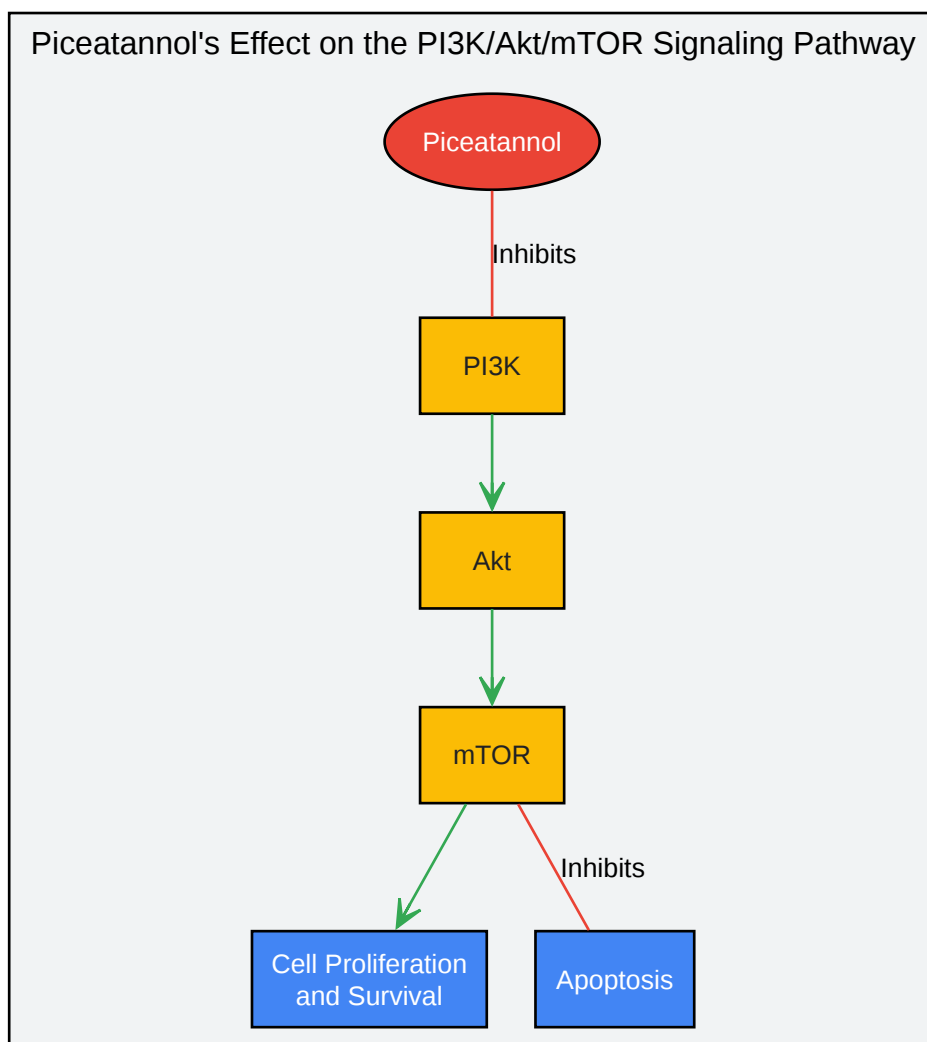 Piceatannol's Effect on the PI3K/Akt/mTOR Signaling Pathway
Piceatannol
Inhibits
PI3K
Akt
mTOR
Inhibits
Cell Proliferation
and Survival
Apoptosis